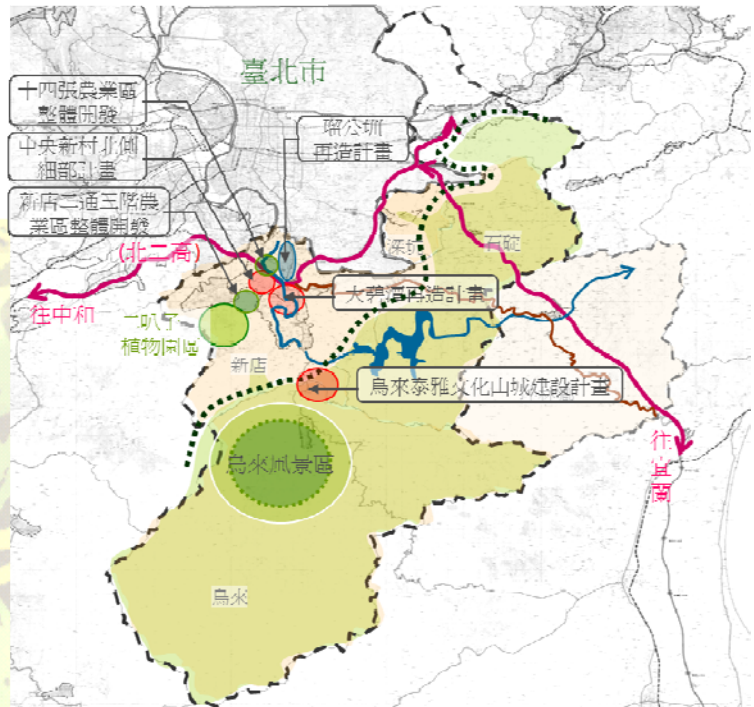 臺北市
十四張農業區
整體開發
中央新村北側
細部計畫
新店二通三階農
業區整體開發
瑠公圳
再造計畫
(北二高)
往中和
植物園區
深坑
石碇
大碧潭再造計畫
新店
烏來泰雅文化山城建設計畫
烏來風景區
往宜蘭
烏來